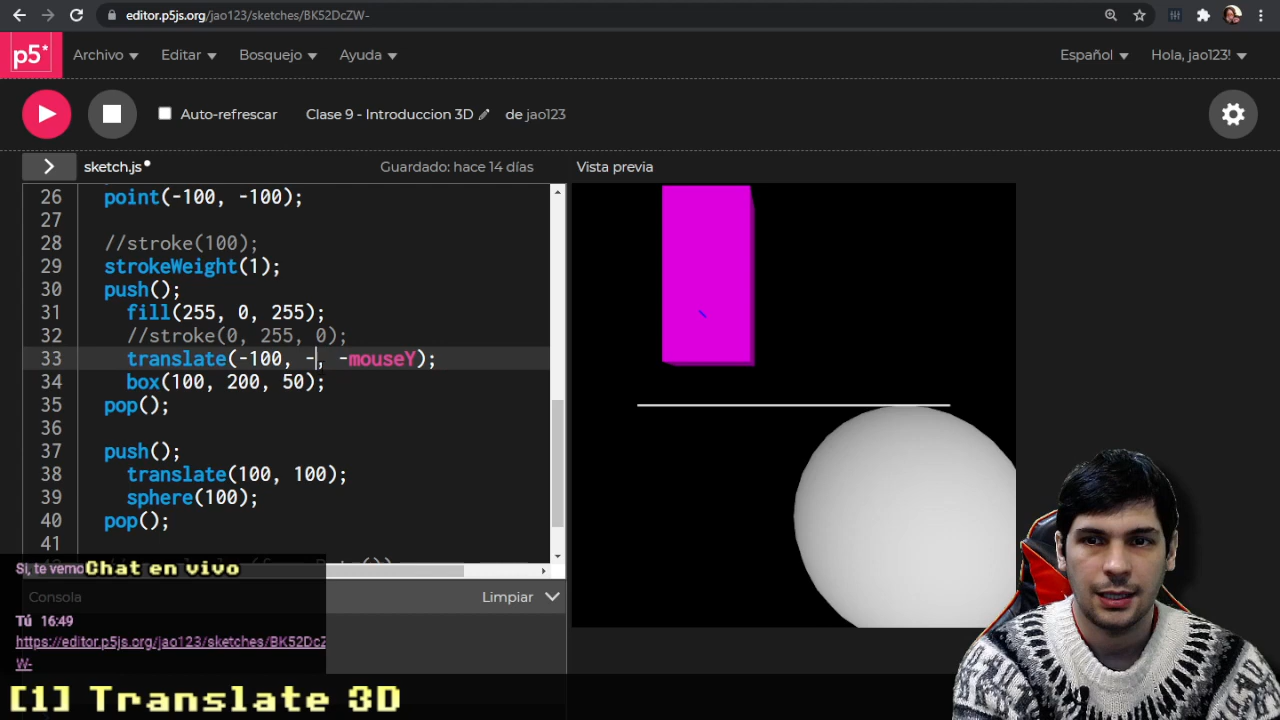 editor.p5js.org/jao123/sketches/BK52DcZW-
p5*
Archivo
Editar
Bosquejo
Ayuda
Español
Hola, jao123!
Auto-refrescar
Clase 9 - Introduccion 3D
de jao123
sketch.js
Guardado: hace 14 días
Vista previa
26 point(-100, -100);
27
28 //stroke(100);
29 strokeWeight(1);
30 push();
31 fill(255, 0, 255);
32 //stroke(0, 255, 0);
33 translate(-100, -, -mouseY);
34 box(100, 200, 50);
35 pop();
36
37 push();
38 translate(100, 100);
39 sphere(100);
40 pop();
41
Si, te vemo
Chat en vivo
Consola
Limpiar
Tú 16:49
https://editor.p5js.org/jao123/sketches/BK52DcZ
W-
[1] Translate 3D